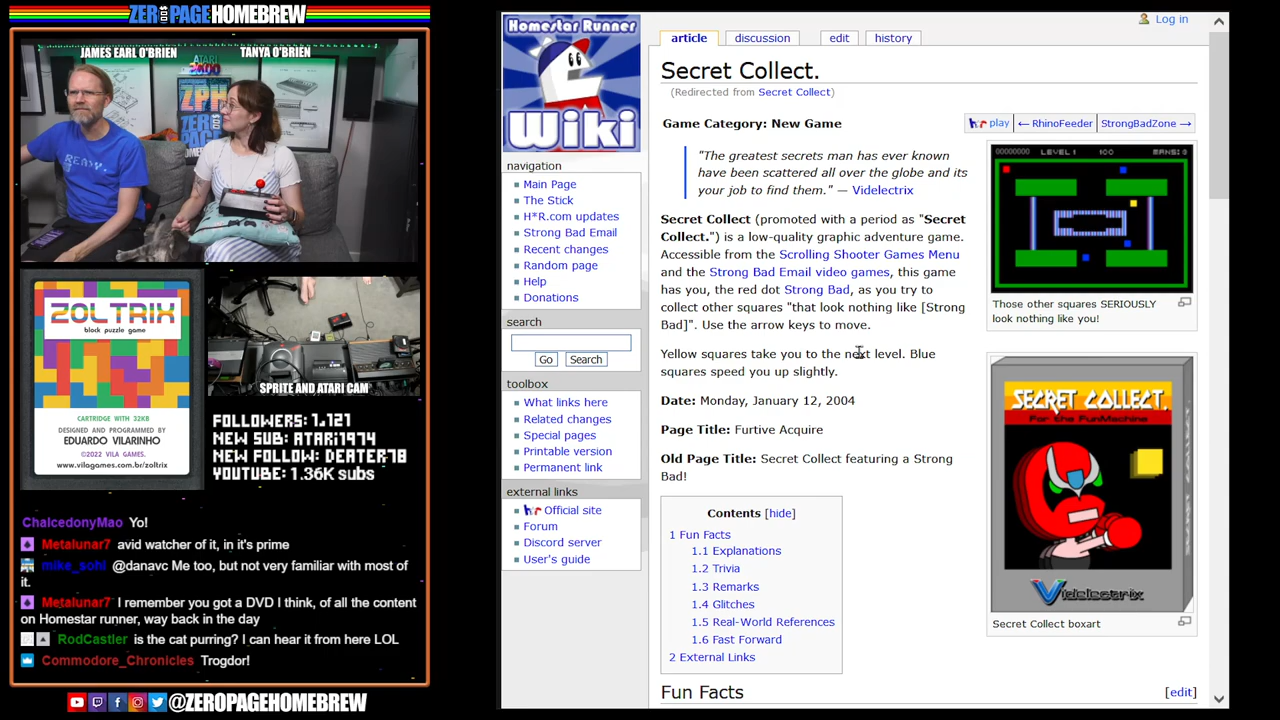 ZEROPAGE HOMEBREW
JAMES EARL O'BRIEN
TANYA O'BRIEN
ZPH
READY.
ZOLTRIX
block puzzle game
CARTRIDGE WITH 32KB
DESIGNED AND PROGRAMMED BY
EDUARDO VILARINHO
©2022 VILA GAMES.
www.vilagames.com.br/zoltrix
SPRITE AND ATARI CAM
FOLLOWERS: 1,121
NEW SUB: ATARI1974
NEW FOLLOW: DEATER78
YOUTUBE: 1.36K subs
ChalcedonyMao Yo!
Metalunar7 avid watcher of it, in it's prime
mike_sohl @danavc Me too, but not very familiar with most of
it.
Metalunar7 I remember you got a DVD I think, of all the content
on Homestar runner, way back in the day
RodCastler is the cat purring? I can hear it from here LOL
Commodore_Chronicles Trogdor!
@ZEROPAGEHOMEBREW
Homestar Runner
Wiki
navigation
Main Page
The Stick
H*R.com updates
Strong Bad Email
Recent changes
Random page
Help
Donations
search
Go Search
toolbox
What links here
Related changes
Special pages
Printable version
Permanent link
external links
Official site
Forum
Discord server
User's guide
Log in
article discussion edit history
Secret Collect.
(Redirected from Secret Collect)
Game Category: New Game
play ← RhinoFeeder StrongBadZone →
"The greatest secrets man has ever known
have been scattered all over the globe and its
your job to find them." — Videlectrix
Secret Collect (promoted with a period as "Secret
Collect.") is a low-quality graphic adventure game.
Accessible from the Scrolling Shooter Games Menu
and the Strong Bad Email video games, this game
has you, the red dot Strong Bad, as you try to
collect other squares "that look nothing like [Strong
Bad]". Use the arrow keys to move.
Yellow squares take you to the next level. Blue
squares speed you up slightly.
Date: Monday, January 12, 2004
Page Title: Furtive Acquire
Old Page Title: Secret Collect featuring a Strong
Bad!
Contents [hide]
1 Fun Facts
1.1 Explanations
1.2 Trivia
1.3 Remarks
1.4 Glitches
1.5 Real-World References
1.6 Fast Forward
2 External Links
Fun Facts
[edit]
00000000 LEVEL 1 100 MANS:3
Those other squares SERIOUSLY
look nothing like you!
SECRET COLLECT.
For the FunMachine
Videlectrix
Secret Collect boxart